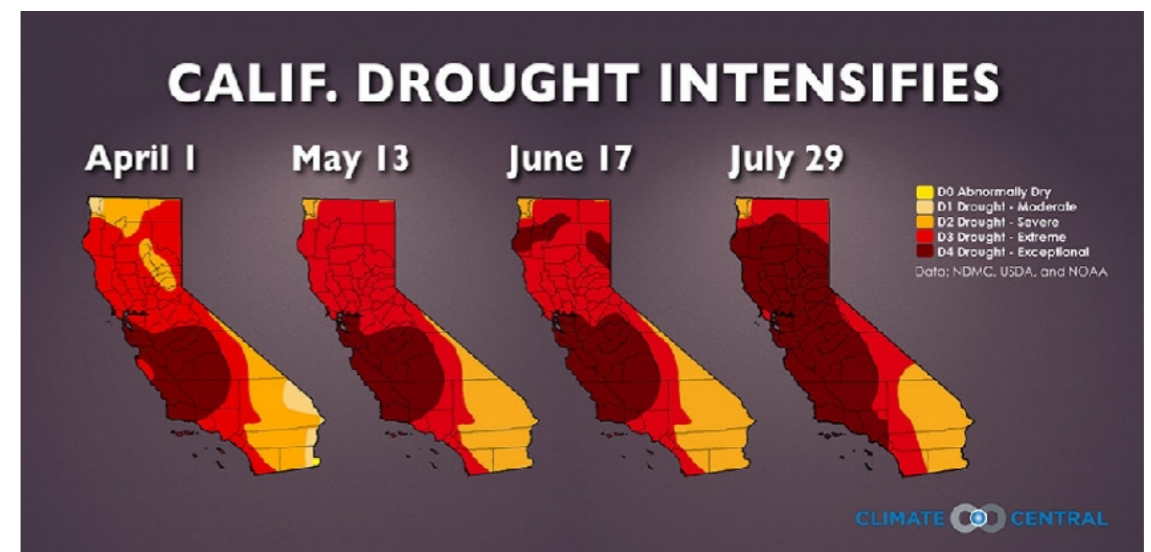 CALIF. DROUGHT INTENSIFIES
April 1
May 13
June 17
July 29
D0 Abnormally Dry
D1 Drought - Moderate
D2 Drought - Severe
D3 Drought - Extreme
D4 Drought - Exceptional
Data: NDMC, USDA, and NOAA
CLIMATE CENTRAL